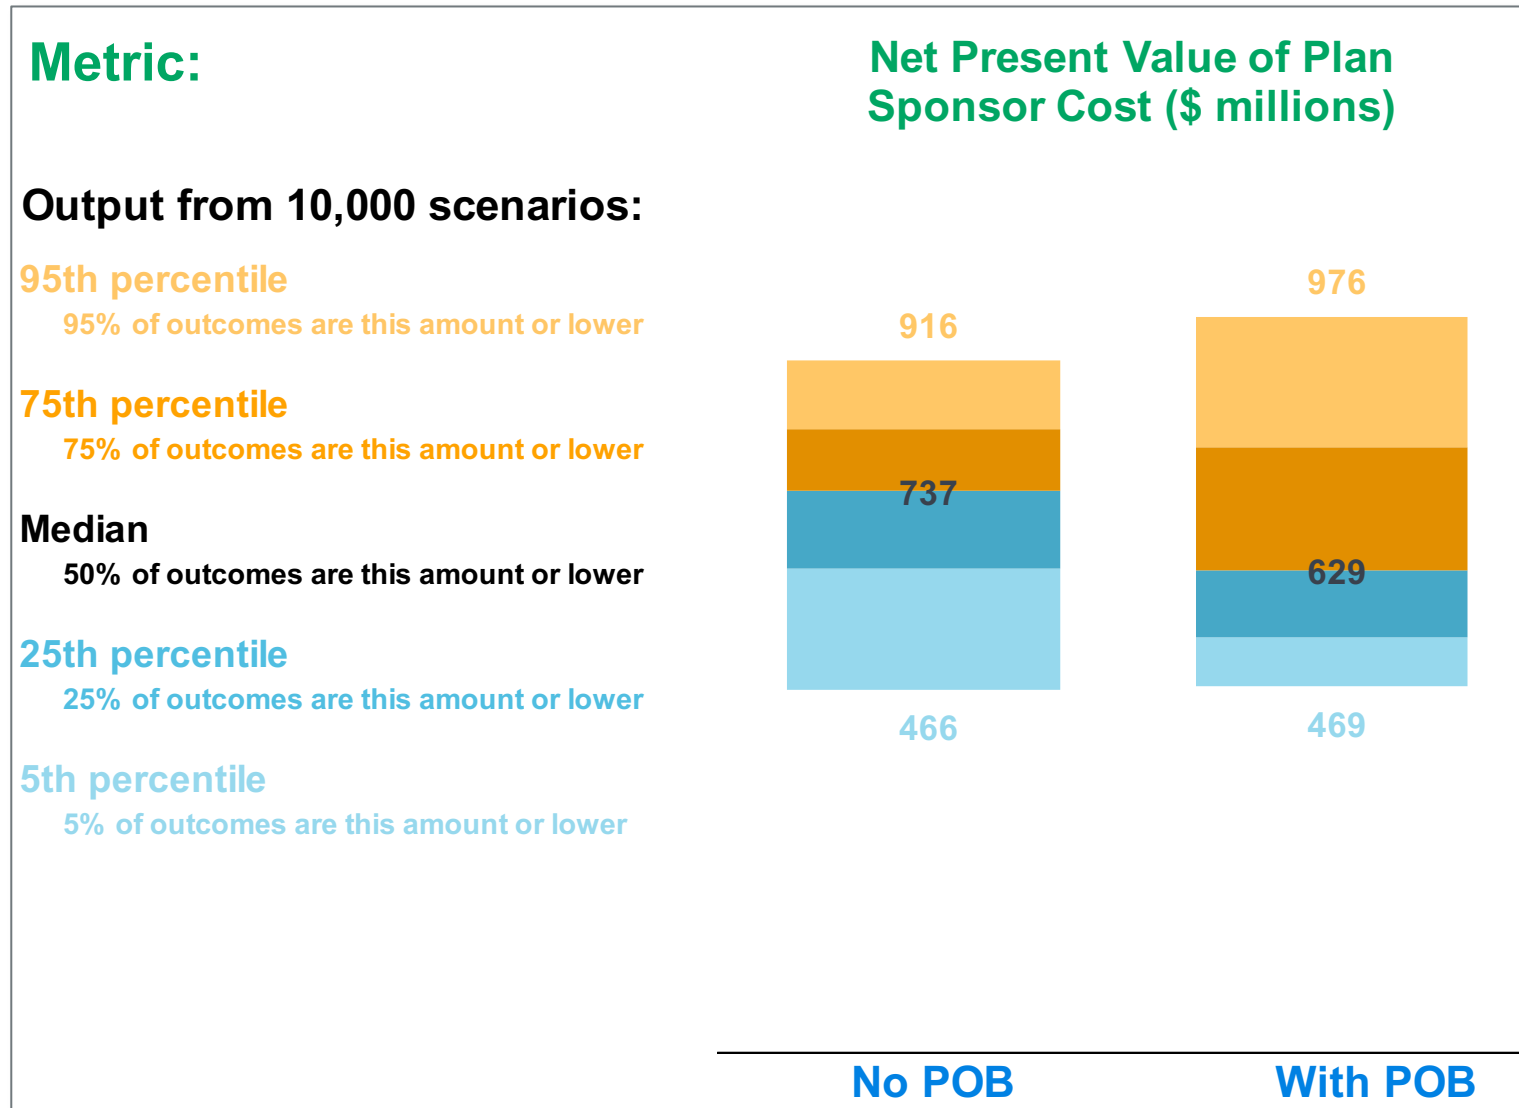 Metric:
Net Present Value of Plan
Sponsor Cost ($ millions)
Output from 10,000 scenarios:
95th percentile
95% of outcomes are this amount or lower
75th percentile
75% of outcomes are this amount or lower
Median
50% of outcomes are this amount or lower
25th percentile
25% of outcomes are this amount or lower
5th percentile
5% of outcomes are this amount or lower
916
737
466
976
629
469
No POB
With POB